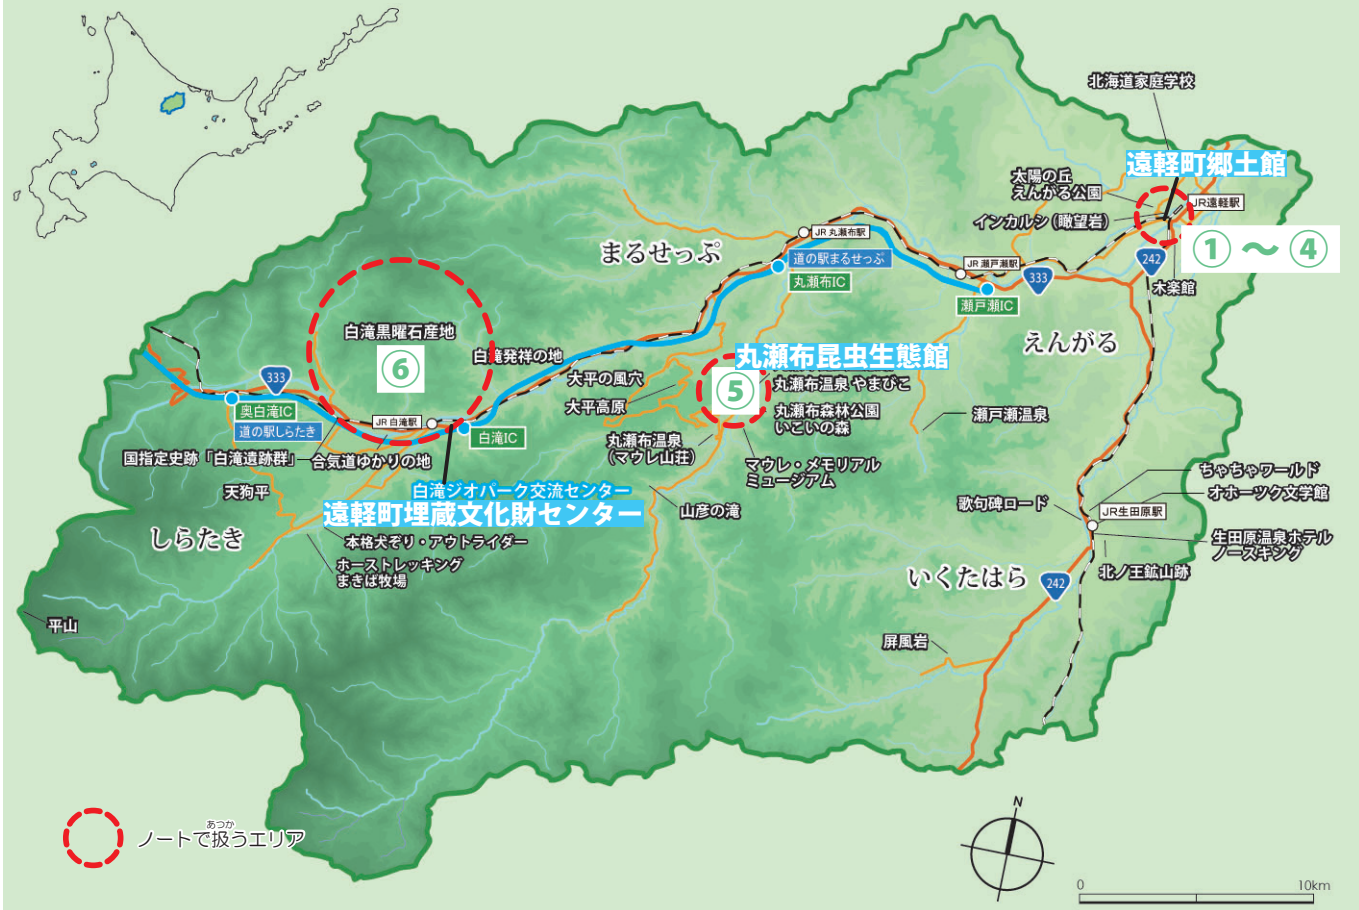 北海道家庭学校
遠軽町郷土館
太陽の丘
えんがる公園
JR遠軽駅
インカルシ（瞰望岩）
①～④
242
木楽館
まるせっぷ
JR 丸瀬布駅
道の駅まるせっぷ
丸瀬布IC
JR 瀬戸瀬駅
333
瀬戸瀬IC
えんがる
白滝黒曜石産地
⑥
白滝発祥の地
丸瀬布昆虫生態館
⑤
丸瀬布温泉 やまびこ
大平の風穴
大平高原
丸瀬布森林公園
いこいの森
瀬戸瀬温泉
333
奥白滝IC
道の駅しらたき
JR 白滝駅
白滝IC
丸瀬布温泉
（マウレ山荘）
マウレ・メモリアル
ミュージアム
国指定史跡「白滝遺跡群」
合気道ゆかりの地
天狗平
白滝ジオパーク交流センター
遠軽町埋蔵文化財センター
山彦の滝
しらたき
本格犬ぞり・アウトライダー
ホーストレッキング
まきば牧場
平山
ちゃちゃワールド
オホーツク文学館
歌句碑ロード
JR生田原駅
生田原温泉ホテル
ノースキング
北ノ王鉱山跡
いくたはら
242
屏風岩
あつか
ノートで扱うエリア
N
0
10km